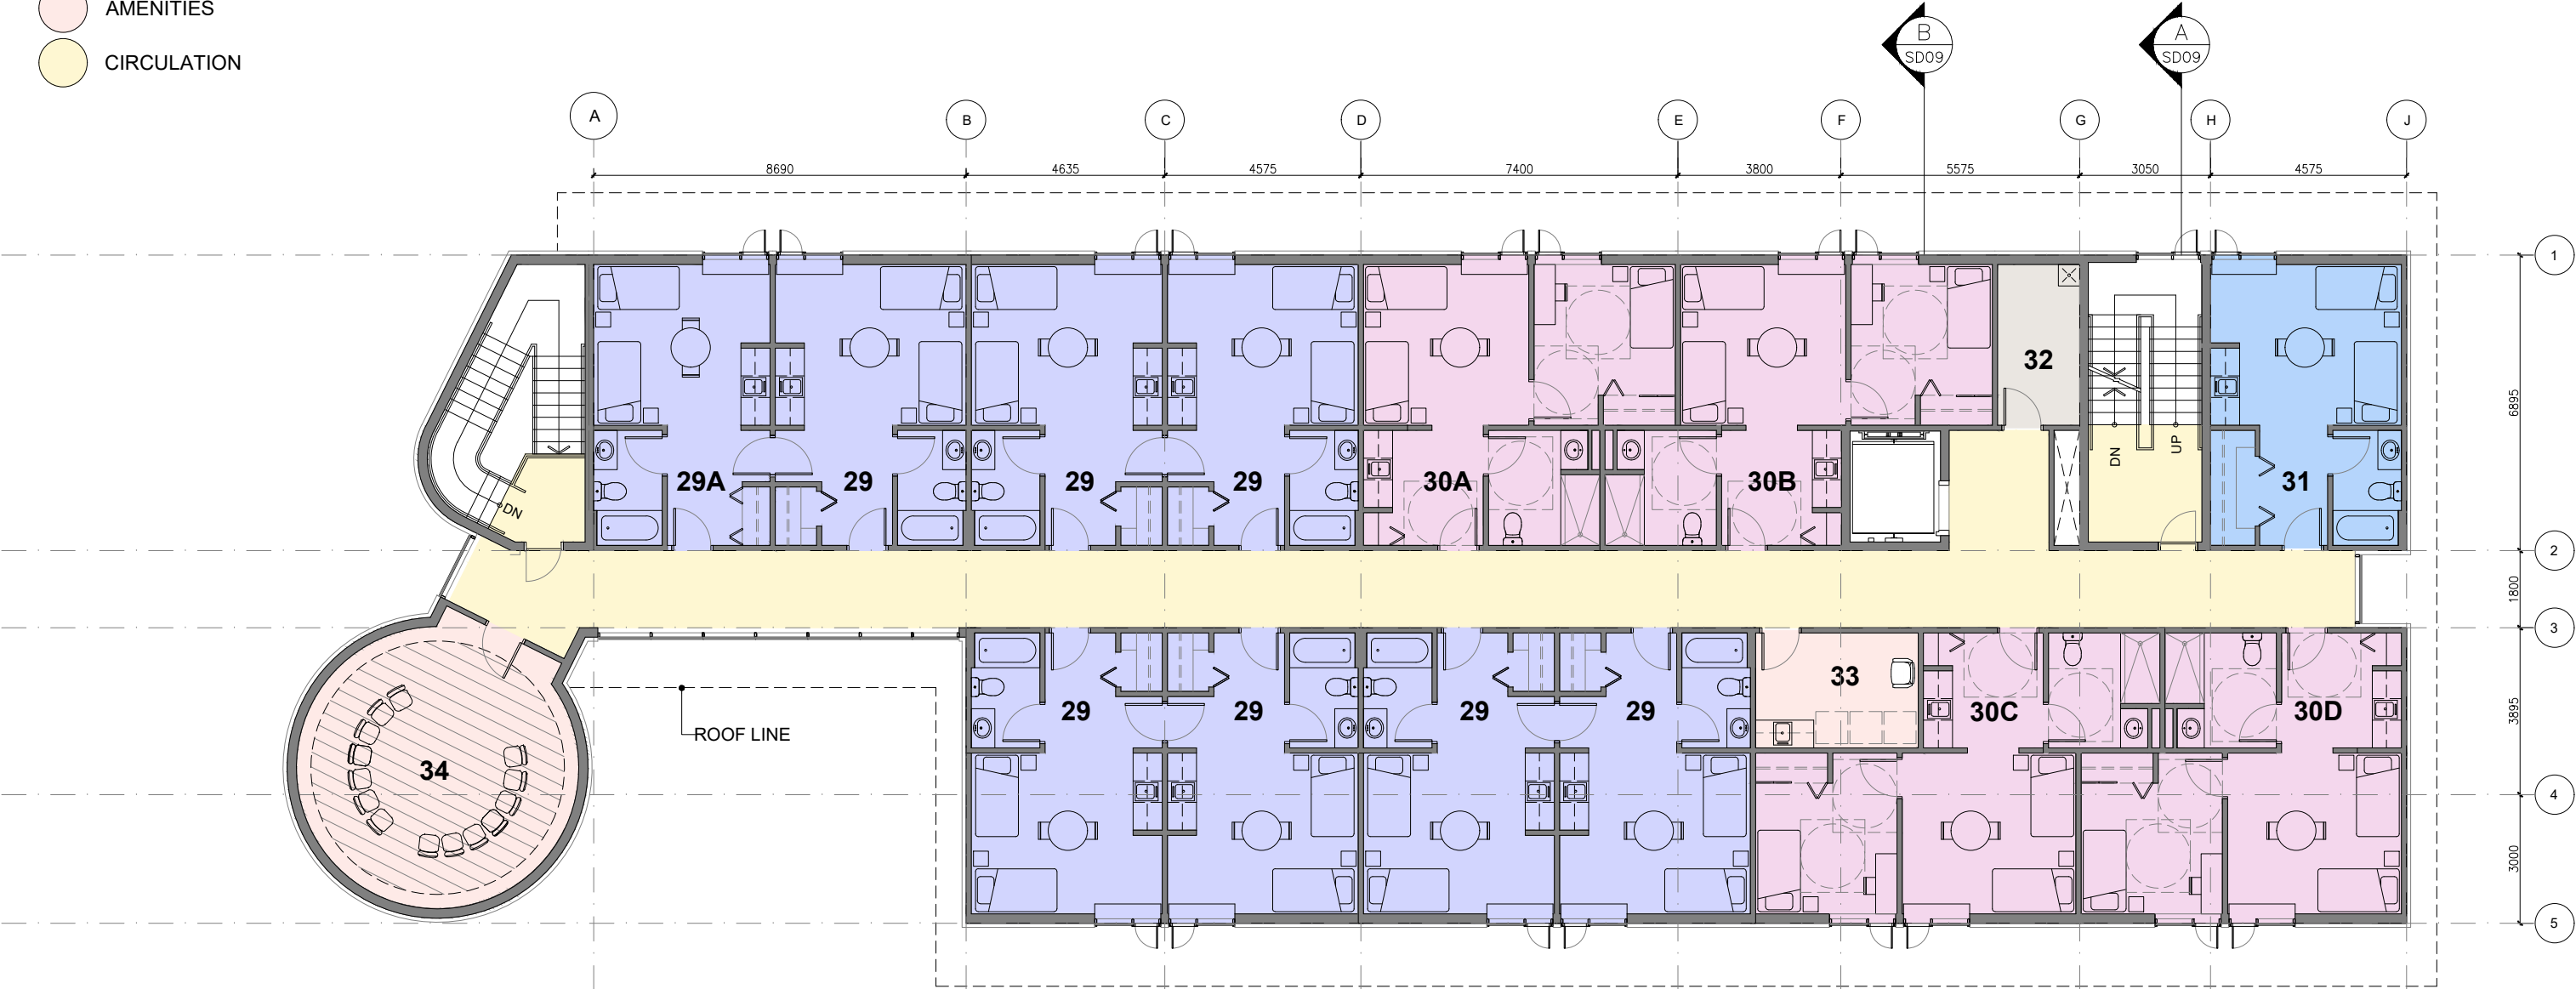 AMENITIES
CIRCULATION
B
SD09
A
SD09
A
B
C
D
E
F
G
H
J
8690
4635
4575
7400
3800
5575
3050
4575
1
32
6895
29A
29
29
29
30A
30B
DN
UP
31
DN
2
1800
3
33
29
29
29
29
30C
30D
3895
ROOF LINE
34
4
3000
5